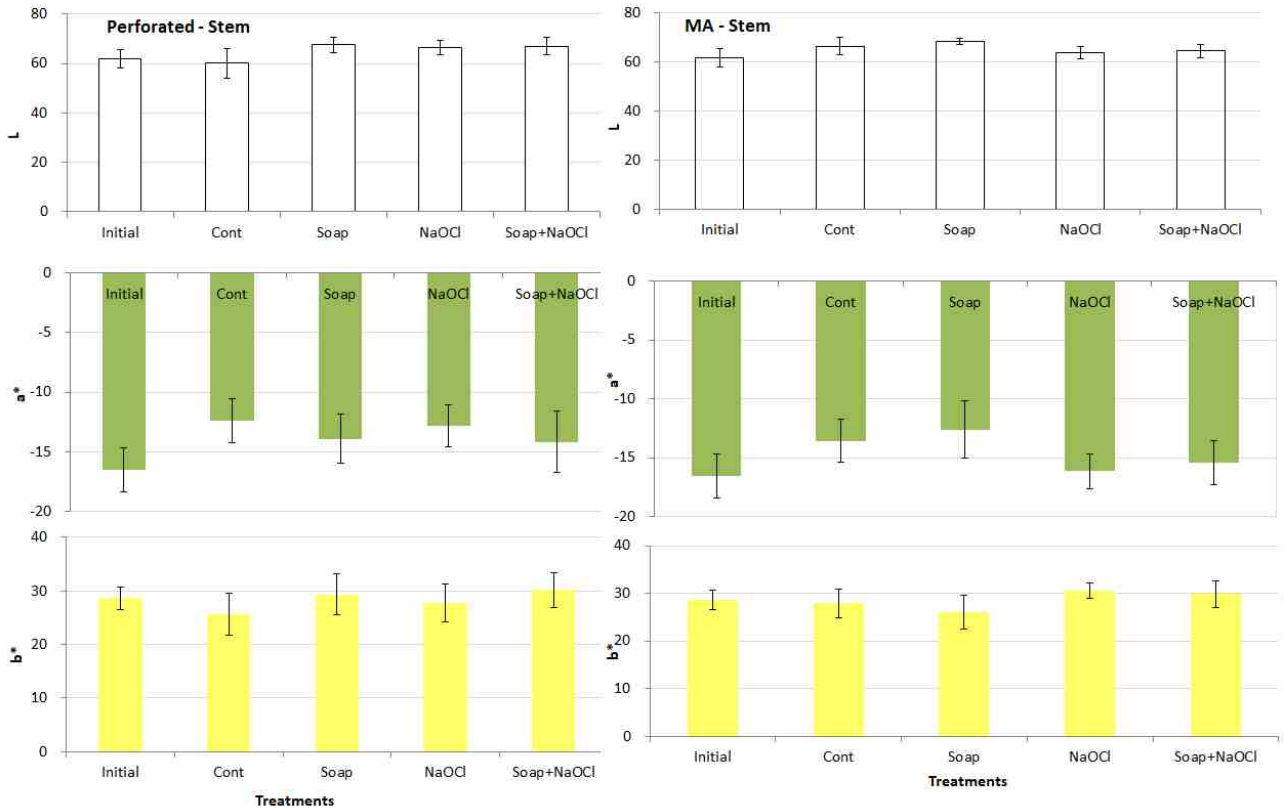 Perforated - Stem
80
60
40
20
0
L
Initial Cont Soap NaOCl Soap+NaOCl
0
-5
-10
-15
-20
a*
Initial Cont Soap NaOCl Soap+NaOCl
40
30
20
10
0
b*
Initial Cont Soap NaOCl Soap+NaOCl
Treatments
MA - Stem
80
60
40
20
0
L
Initial Cont Soap NaOCl Soap+NaOCl
0
-5
-10
-15
-20
a*
Initial Cont Soap NaOCl Soap+NaOCl
40
30
20
10
0
b*
Initial Cont Soap NaOCl Soap+NaOCl
Treatments